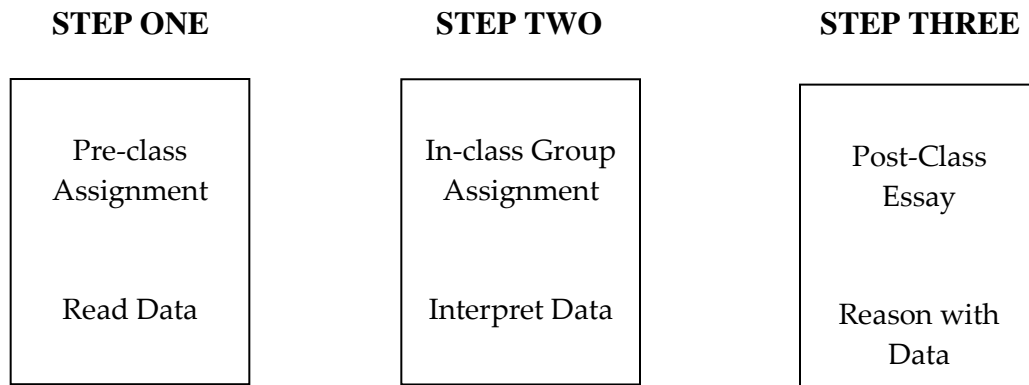 STEP ONE
STEP TWO
STEP THREE
Pre-class
Assignment
Read Data
In-class Group
Assignment
Interpret Data
Post-Class
Essay
Reason with
Data